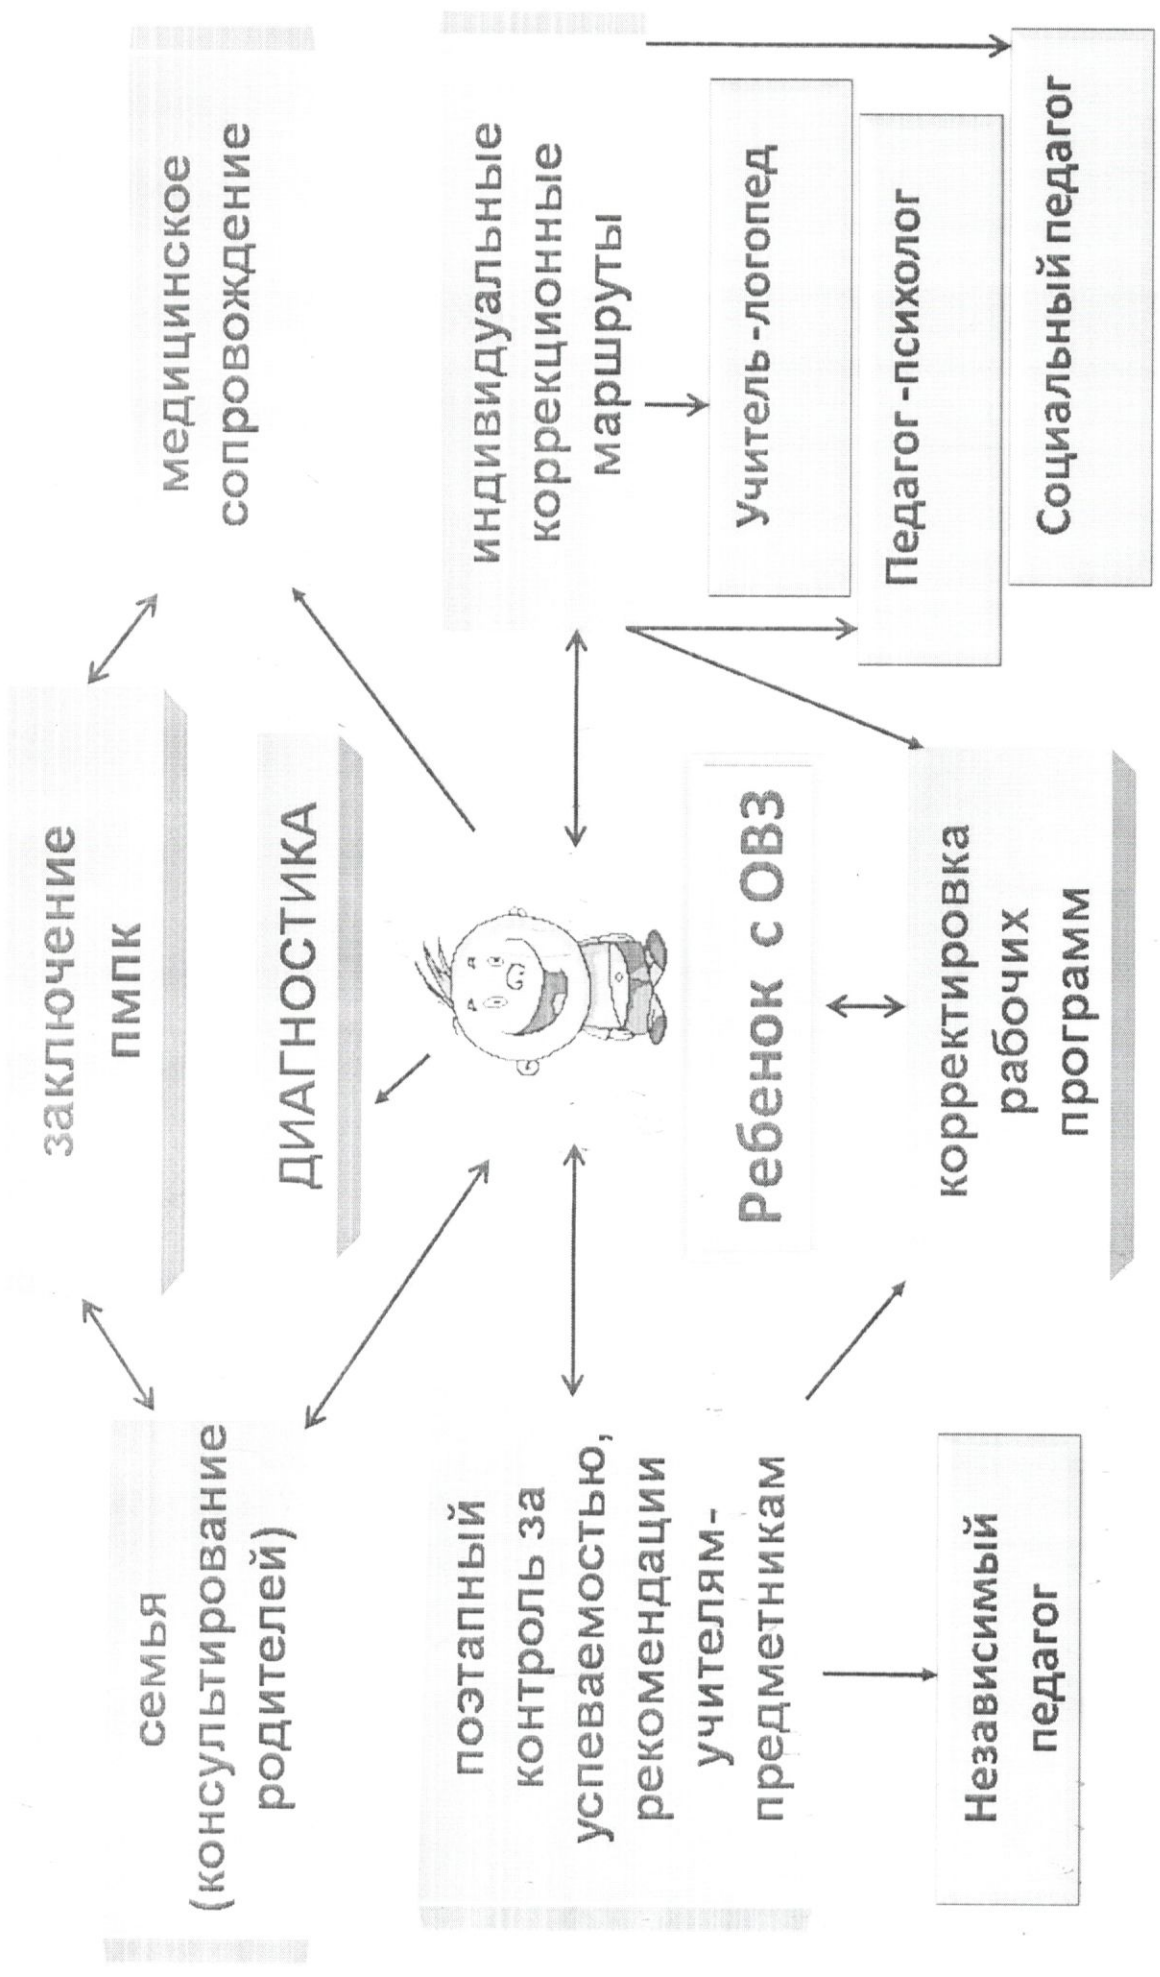 заключение
ПМПК
семья
(консультирование
родителей)
медицинское
сопровождение
ДИАГНОСТИКА
поэтапный
контроль за
успеваемостью,
рекомендации
учителям-
предметникам
индивидуальные
коррекционные
маршруты
Ребенок с ОВЗ
Учитель -логопед
Педагог -психолог
Социальный педагог
корректировка
рабочих
программ
Независимый
педагог